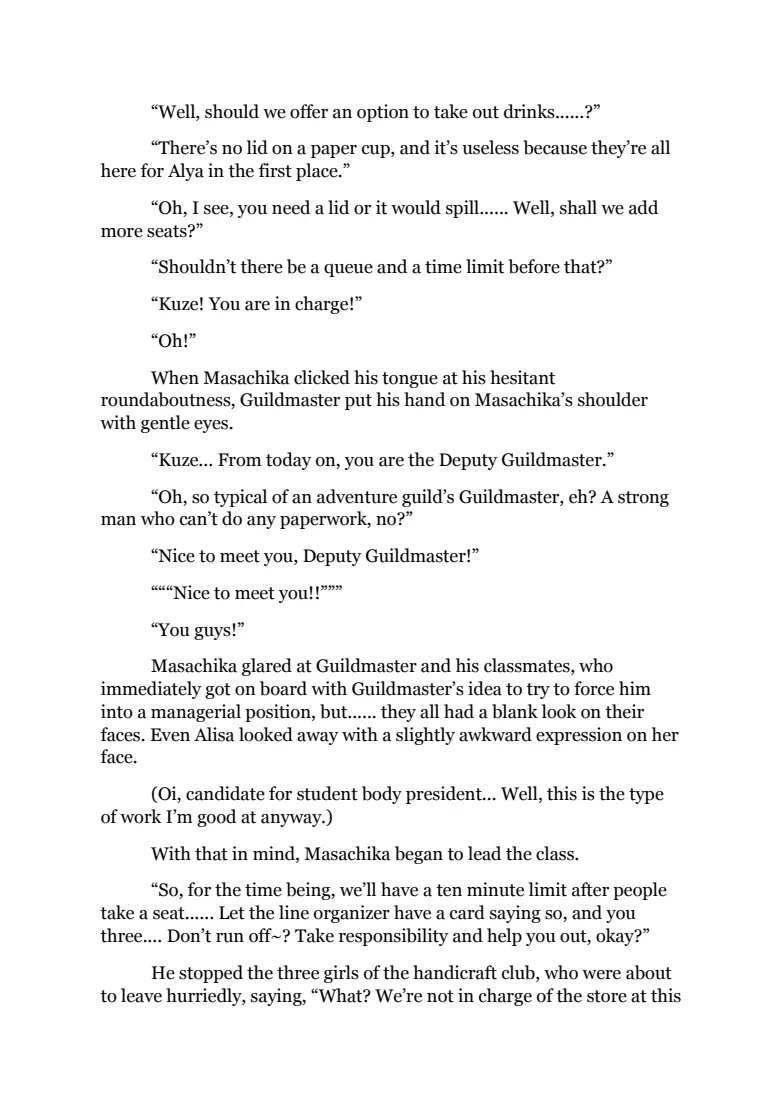 “Well, should we offer an option to take out drinks......?”
“There’s no lid on a paper cup, and it’s useless because they’re all
here for Alya in the first place.”
“Oh, I see, you need a lid or it would spill...... Well, shall we add
more seats?”
“Shouldn’t there be a queue and a time limit before that?”
“Kuze! You are in charge!”
“Oh!”
When Masachika clicked his tongue at his hesitant
roundaboutness, Guildmaster put his hand on Masachika’s shoulder
with gentle eyes.
“Kuze... From today on, you are the Deputy Guildmaster.”
“Oh, so typical of an adventure guild’s Guildmaster, eh? A strong
man who can’t do any paperwork, no?”
“Nice to meet you, Deputy Guildmaster!”
“““Nice to meet you!!”””
“You guys!”
Masachika glared at Guildmaster and his classmates, who
immediately got on board with Guildmaster’s idea to try to force him
into a managerial position, but...... they all had a blank look on their
faces. Even Alisa looked away with a slightly awkward expression on her
face.
(Oi, candidate for student body president... Well, this is the type
of work I’m good at anyway.)
With that in mind, Masachika began to lead the class.
“So, for the time being, we’ll have a ten minute limit after people
take a seat...... Let the line organizer have a card saying so, and you
three.... Don’t run off~? Take responsibility and help you out, okay?”
He stopped the three girls of the handicraft club, who were about
to leave hurriedly, saying, “What? We’re not in charge of the store at this